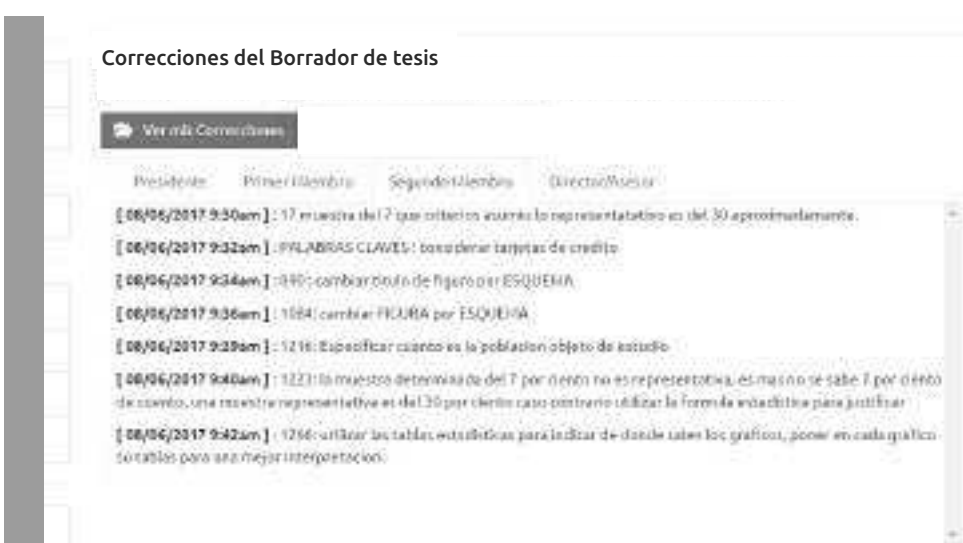 Correcciones del Borrador de tesis
Ver mis Correcciones
Presidente Primer Miembro Segundo Miembro Director/Asesor
[ 08/06/2017 9:30am ] : 17 muestra del 7 que criterios asumio lo representatativo es del 30 aproximadamente.
[ 08/06/2017 9:32am ] : PALABRAS CLAVES : considerar tarjetas de credito
[ 08/06/2017 9:34am ] : cambiar titulo de figura por ESQUEMA
[ 08/06/2017 9:36am ] : 1084: cambiar FIGURA por ESQUEMA
[ 08/06/2017 9:39am ] : 1216: Especificar cuanto es la poblacion objeto de estudio
[ 08/06/2017 9:40am ] : 1223: la muestra determinada del 7 por ciento no es representativa, es mas no se sabe 7 por ciento
de cuanto, una muestra representativa es del 30 por ciento caso contrario utilizar la formula estadistica para justificar
[ 08/06/2017 9:42am ] : 1266: utilizar las tablas estadisticas para indicar de donde salen los graficos, poner en cada grafico
su tablas para una mejor interpretacion.